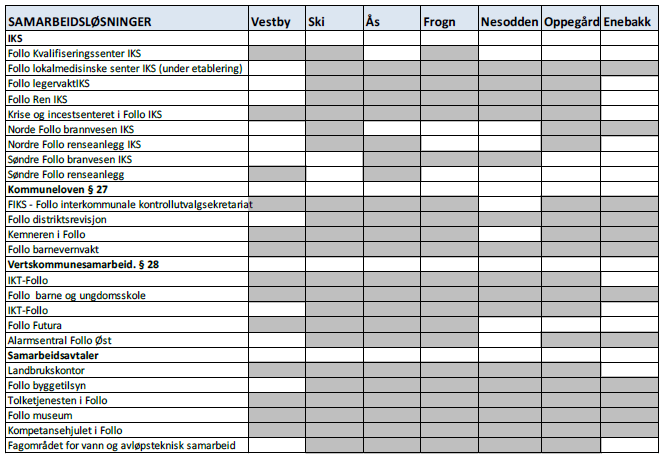 SAMARBEIDSLØSNINGER Vestby Ski Ås Frogn Nesodden Oppegård Enebakk
IKS
Follo Kvalifiseringssenter IKS
Follo lokalmedisinske senter IKS (under etablering)
Follo legervaktIKS
Follo Ren IKS
Krise og incestsenteret i Follo IKS
Norde Follo brannvesen IKS
Nordre Follo renseanlegg IKS
Søndre Follo branvesen IKS
Søndre Follo renseanlegg
Kommuneloven § 27
FIKS - Follo interkommunale kontrollutvalgsekretariat
Follo distriktsrevisjon
Kemneren i Follo
Follo barnevernvakt
Vertskommunesamarbeid. § 28
IKT-Follo
Follo barne og ungdomsskole
IKT-Follo
Follo Futura
Alarmsentral Follo Øst
Samarbeidsavtaler
Landbrukskontor
Follo byggetilsyn
Tolketjenesten i Follo
Follo museum
Kompetansehjulet i Follo
Fagområdet for vann og avløpsteknisk samarbeid